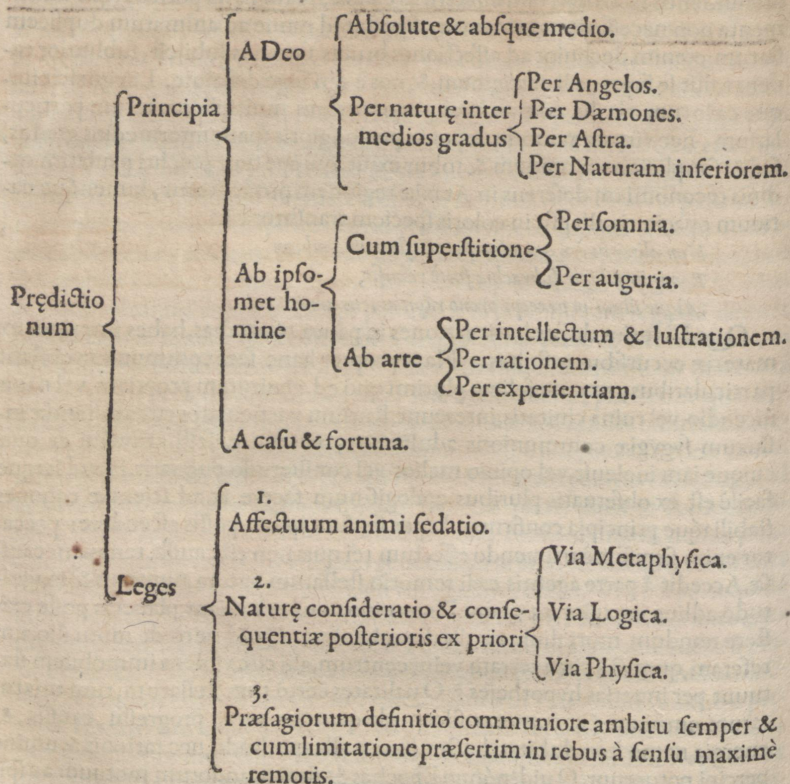 Absolute & absque medio.
A Deo
Per Angelos.
Principia
Per naturę inter
Per Dæmones.
medios gradus
Per Astra.
Per Naturam inferiorem.
Per somnia.
Cum superstitione
Ab ipso-
Per auguria.
Prędictio
met ho-
num
mine
Per intellectum & lustrationem.
Ab arte
Per rationem.
Per experientiam.
A casu & fortuna.
1.
Affectuum animi sedatio.
Via Metaphysica.
Leges
2.
Naturę consideratio & conse-
Via Logica.
quentiæ posterioris ex priori
Via Physica.
3.
Præsagiorum definitio communiore ambitu semper &
cum limitatione præsertim in rebus à sensu maximè
remotis.